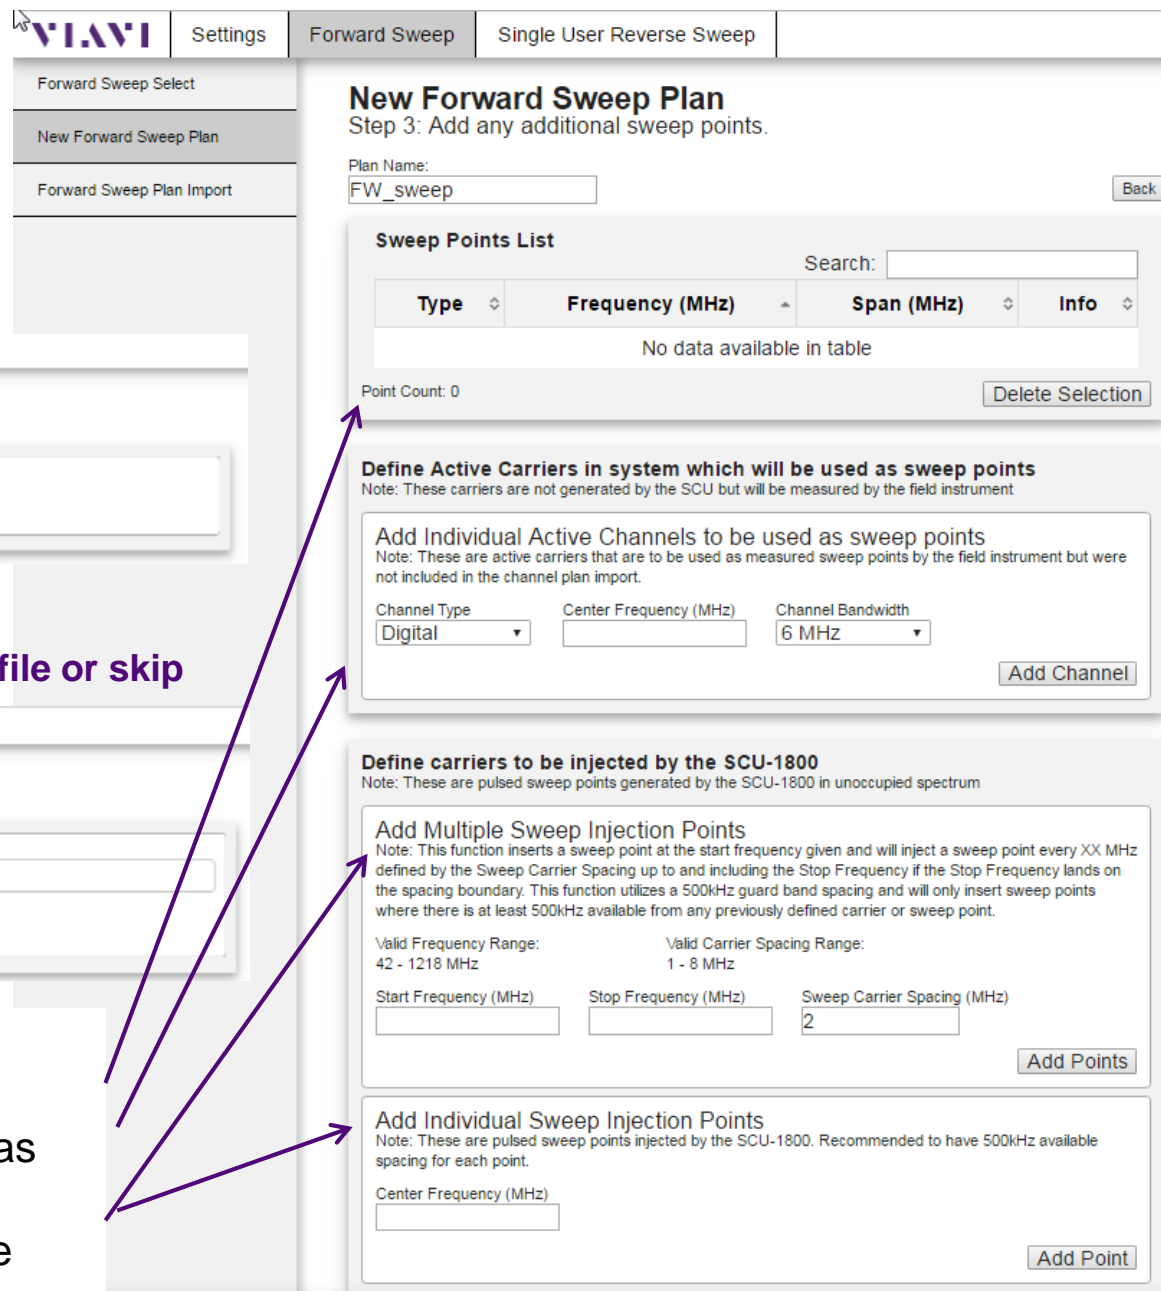 VIAVI Settings Forward Sweep Single User Reverse Sweep
Forward Sweep Select
New Forward Sweep Plan
Forward Sweep Plan Import
New Forward Sweep Plan
Step 3: Add any additional sweep points.
Plan Name:
FW_sweep
Back
Sweep Points List
Search:
Type Frequency (MHz) Span (MHz) Info
No data available in table
Point Count: 0
Delete Selection
Define Active Carriers in system which will be used as sweep points
Note: These carriers are not generated by the SCU but will be measured by the field instrument
Add Individual Active Channels to be used as sweep points
Note: These are active carriers that are to be used as measured sweep points by the field instrument but were
not included in the channel plan import.
Channel Type Center Frequency (MHz) Channel Bandwidth
Digital 6 MHz
Add Channel
file or skip
Define carriers to be injected by the SCU-1800
Note: These are pulsed sweep points generated by the SCU-1800 in unoccupied spectrum
Add Multiple Sweep Injection Points
Note: This function inserts a sweep point at the start frequency given and will inject a sweep point every XX MHz
defined by the Sweep Carrier Spacing up to and including the Stop Frequency if the Stop Frequency lands on
the spacing boundary. This function utilizes a 500kHz guard band spacing and will only insert sweep points
where there is at least 500kHz available from any previously defined carrier or sweep point.
Valid Frequency Range: Valid Carrier Spacing Range:
42 - 1218 MHz 1 - 8 MHz
Start Frequency (MHz) Stop Frequency (MHz) Sweep Carrier Spacing (MHz)
2
Add Points
Add Individual Sweep Injection Points
Note: These are pulsed sweep points injected by the SCU-1800. Recommended to have 500kHz available
spacing for each point.
Center Frequency (MHz)
Add Point
as
e